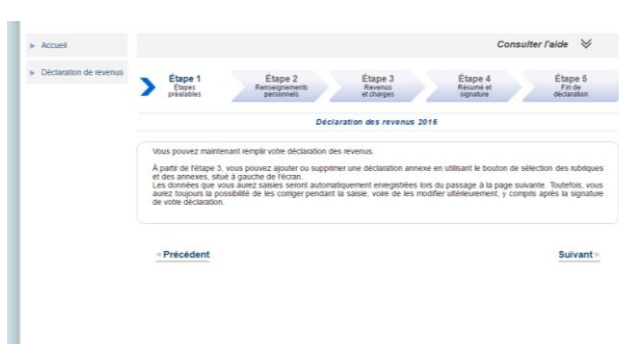 Accueil
Consulter l'aide
Déclaration de revenus
Étape 1
Étapes
préalables
Étape 2
Renseignements
personnels
Étape 3
Revenus
et charges
Étape 4
Résumé et
signature
Étape 5
Fin de
déclaration
Déclaration des revenus 2016
Vous pouvez maintenant remplir votre déclaration des revenus.
À partir de l'étape 3, vous pouvez ajouter ou supprimer une déclaration annexe en utilisant le bouton de sélection des rubriques
et des annexes, situé à gauche de l'écran.
Les données que vous aurez saisies seront automatiquement enregistrées lors du passage à la page suivante. Toutefois, vous
aurez toujours la possibilité de les corriger pendant la saisie, voire de les modifier ultérieurement, y compris après la signature
de votre déclaration.
Précédent
Suivant